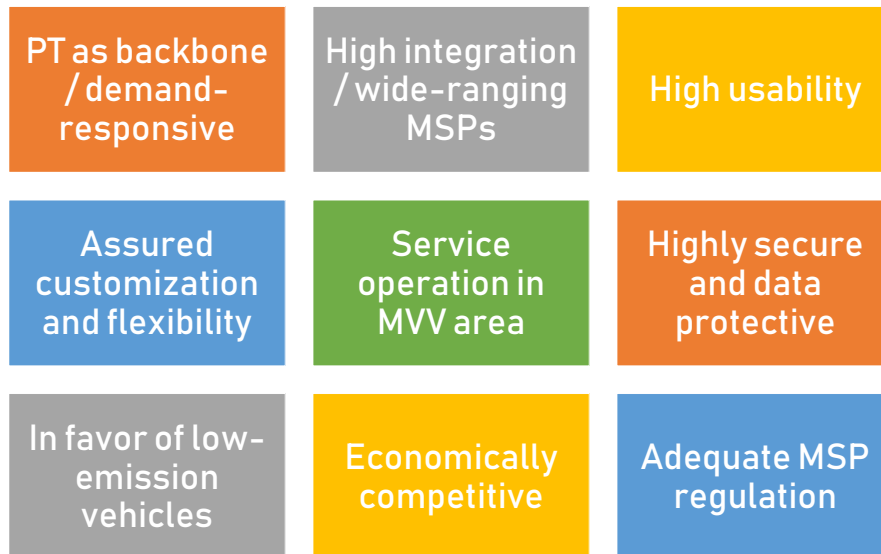 PT as backbone
/ demand-
responsive
High integration
/ wide-ranging
MSPs
High usability
Assured
customization
and flexibility
Service
operation in
MVV area
Highly secure
and data
protective
In favor of low-
emission
vehicles
Economically
competitive
Adequate MSP
regulation